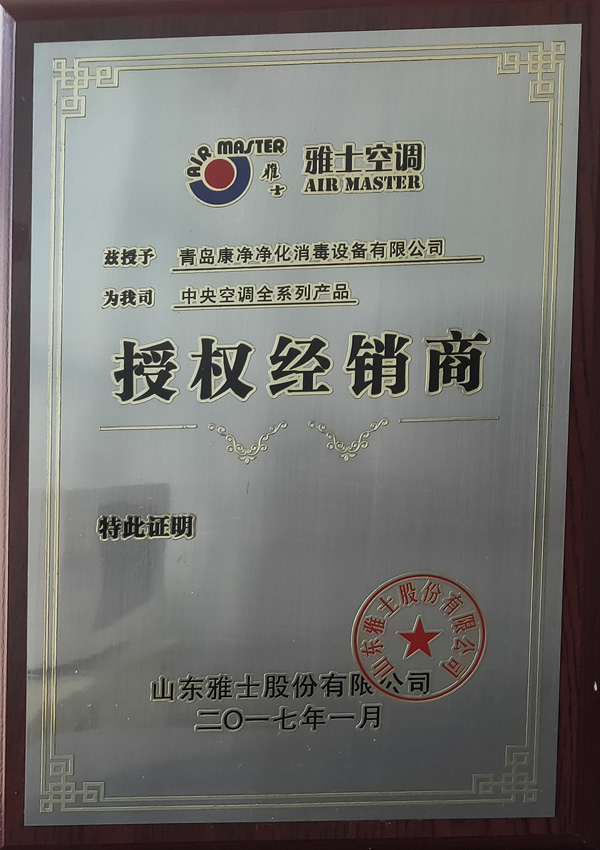 AIR MASTER
雅士
雅士空调
AIR MASTER
兹授予 青岛康净净化消毒设备有限公司
为我司 中央空调全系列产品
授权经销商
特此证明
山东雅士股份有限公司
山东雅士股份有限公司
二〇一七年一月